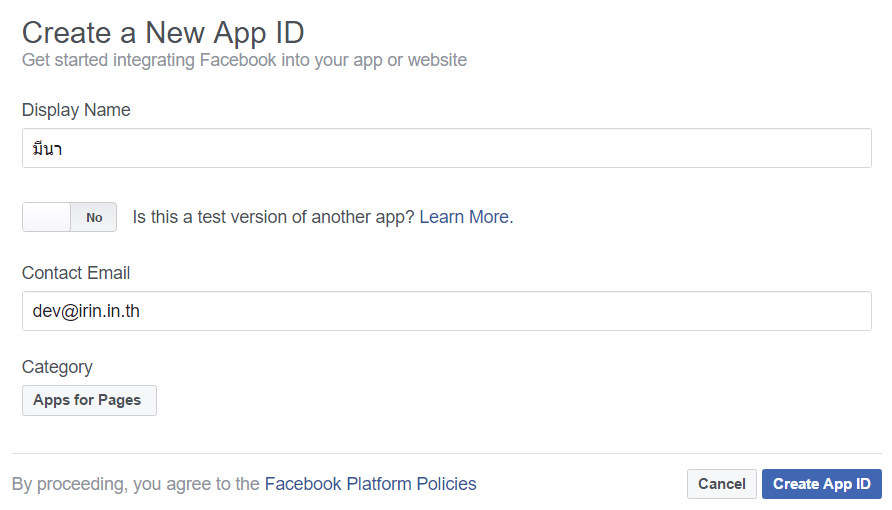 Create a New App ID
Get started integrating Facebook into your app or website
Display Name
มีนา
No Is this a test version of another app? Learn More.
Contact Email
dev@irin.in.th
Category
Apps for Pages
By proceeding, you agree to the Facebook Platform Policies Cancel Create App ID